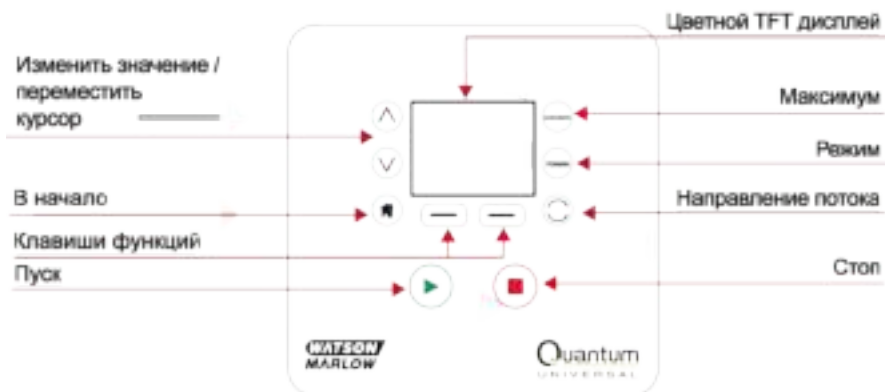 Цветной TFT дисплей
Изменить значение /
переместить
курсор
Максимум
Режим
В начало
Направление потока
Клавиши функций
Пуск
Стоп
WATSON
MARLOW
Quantum
UNIVERSAL